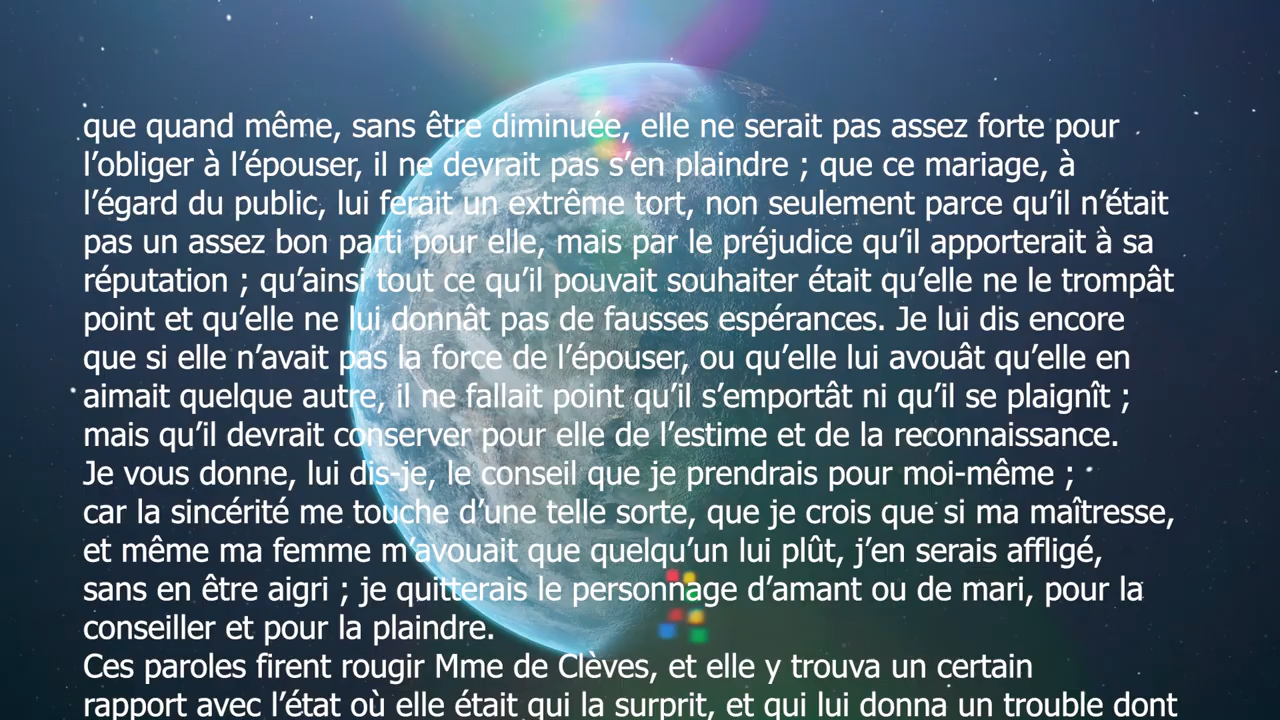 que quand même, sans être diminuée, elle ne serait pas assez forte pour
l’obliger à l’épouser, il ne devrait pas s’en plaindre ; que ce mariage, à
l’égard du public, lui ferait un extrême tort, non seulement parce qu’il n’était
pas un assez bon parti pour elle, mais par le préjudice qu’il apporterait à sa
réputation ; qu’ainsi tout ce qu’il pouvait souhaiter était qu’elle ne le trompât
point et qu’elle ne lui donnât pas de fausses espérances. Je lui dis encore
que si elle n’avait pas la force de l’épouser, ou qu’elle lui avouât qu’elle en
aimait quelque autre, il ne fallait point qu’il s’emportât ni qu’il se plaignît ;
mais qu’il devrait conserver pour elle de l’estime et de la reconnaissance.
Je vous donne, lui dis-je, le conseil que je prendrais pour moi-même ;
car la sincérité me touche d’une telle sorte, que je crois que si ma maîtresse,
et même ma femme m’avouait que quelqu’un lui plût, j’en serais affligé,
sans en être aigri ; je quitterais le personnage d’amant ou de mari, pour la
conseiller et pour la plaindre.
Ces paroles firent rougir Mme de Clèves, et elle y trouva un certain
rapport avec l’état où elle était qui la surprit, et qui lui donna un trouble dont